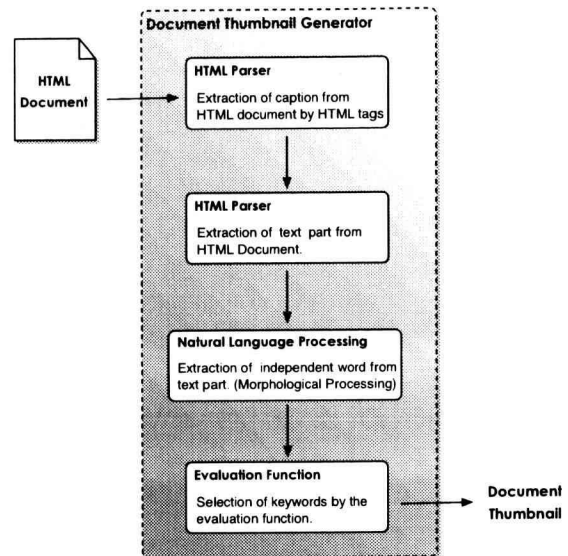 Document Thumbnail Generator
HTML
Document
HTML Parser
Extraction of caption from
HTML document by HTML tags
HTML Parser
Extraction of text part from
HTML Document.
Natural Language Processing
Extraction of independent word from
text part. (Morphological Processing)
Evaluation Function
Selection of keywords by the
evaluation function.
Document
Thumbnail